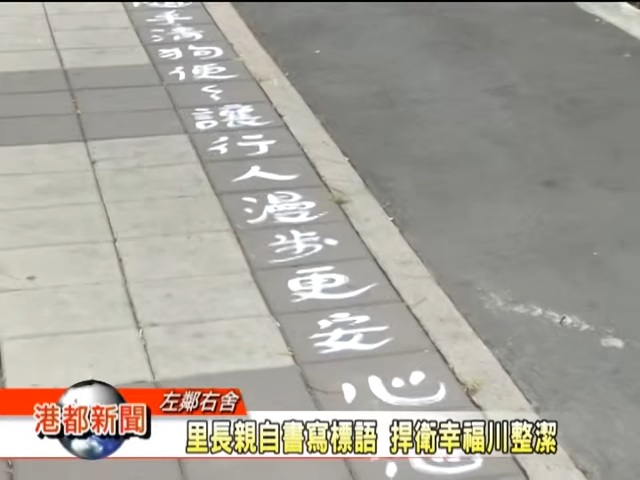 隨手清狗便
讓行人漫步更安心
左鄰右舍
港都新聞
里長親自書寫標語 捍衛幸福川整潔